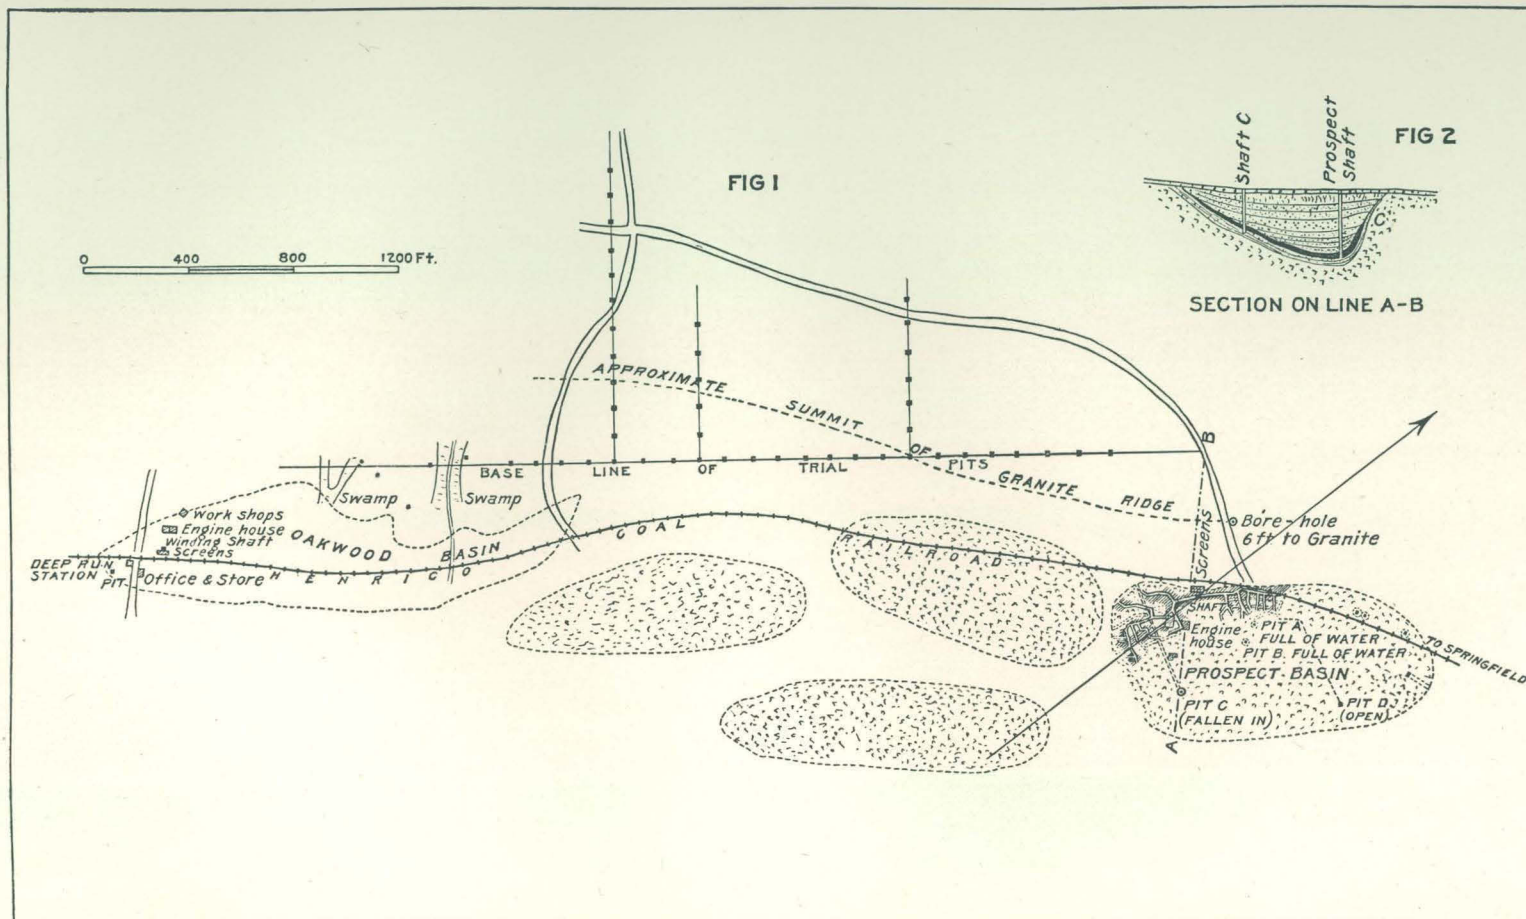 FIG 1
FIG 2
Shaft C
Prospect
Shaft
C
SECTION ON LINE A-B
0 400 800 1200 Ft.
APPROXIMATE SUMMIT OF GRANITE RIDGE
BASE LINE OF TRIAL PITS
B
Swamp
Swamp
Work shops
Engine house
Winding Shaft
Screens
OAKWOOD BASIN
DEEP RUN
STATION
PIT
Office & Store
HENRICO COAL RAILROAD
Screens
Bore-hole
6ft to Granite
SHAFT
Engine
house
PIT A
FULL OF WATER
PIT B. FULL OF WATER
TO SPRINGFIELD
PROSPECT BASIN
PIT C
(FALLEN IN)
PIT D
(OPEN)
A